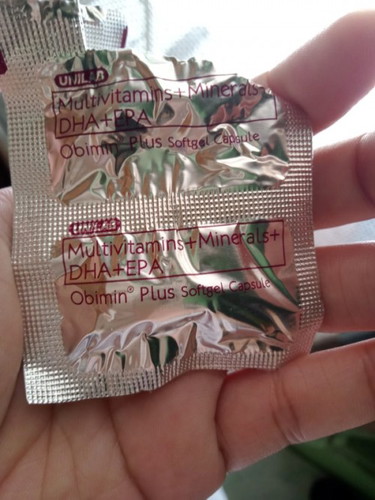 UNILAB
Multivitamins+Minerals+
DHA+EPA
Obimin® Plus Softgel Capsule
UNILAB
Multivitamins+Minerals+
DHA+EPA
Obimin® Plus Softgel Capsule